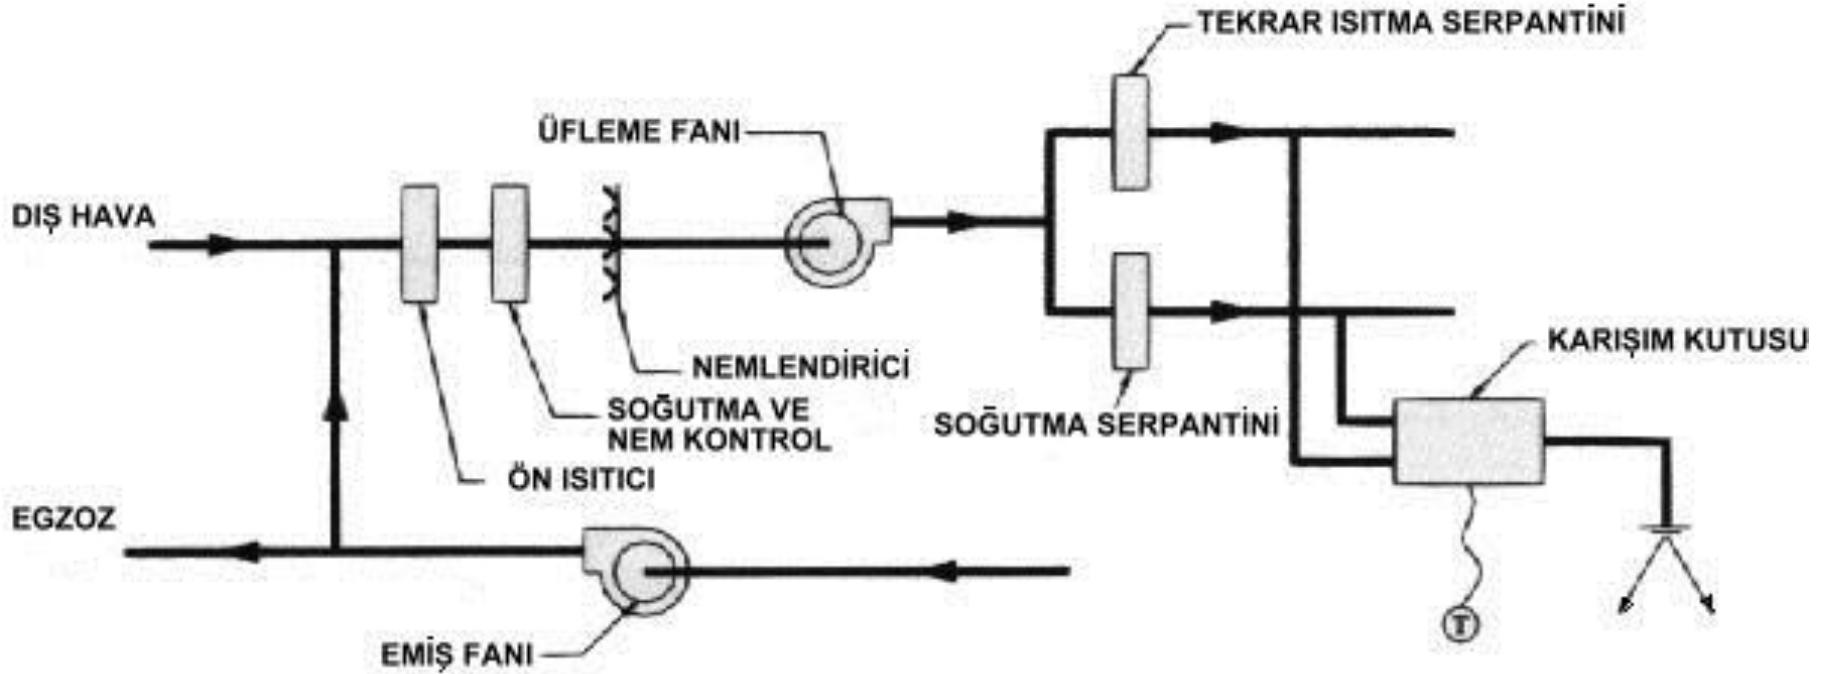 TEKRAR ISITMA SERPANTİNİ
ÜFLEME FANI
DIŞ HAVA
KARIŞIM KUTUSU
NEMLENDİRİCİ
SOĞUTMA VE
NEM KONTROL
SOĞUTMA SERPANTİNİ
ÖN ISITICI
EGZOZ
T
EMİŞ FANI